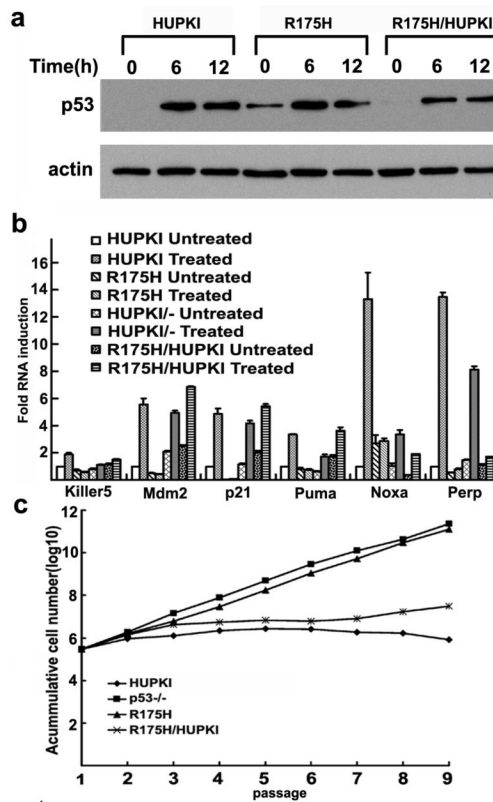 a
HUPKI R175H R175H/HUPKI
Time(h) 0 6 12 0 6 12 0 6 12
p53
actin
b
HUPKI Untreated
HUPKI Treated
R175H Untreated
R175H Treated
HUPKI/- Untreated
HUPKI/- Treated
R175H/HUPKI Untreated
R175H/HUPKI Treated
Fold RNA induction
16
14
12
10
8
6
4
2
Killer5 Mdm2 p21 Puma Noxa Perp
c
Acummulative cell number(log10)
12
10
8
6
4
2
HUPKI
p53-/-
R175H
R175H/HUPKI
1 2 3 4 5 6 7 8 9
passage